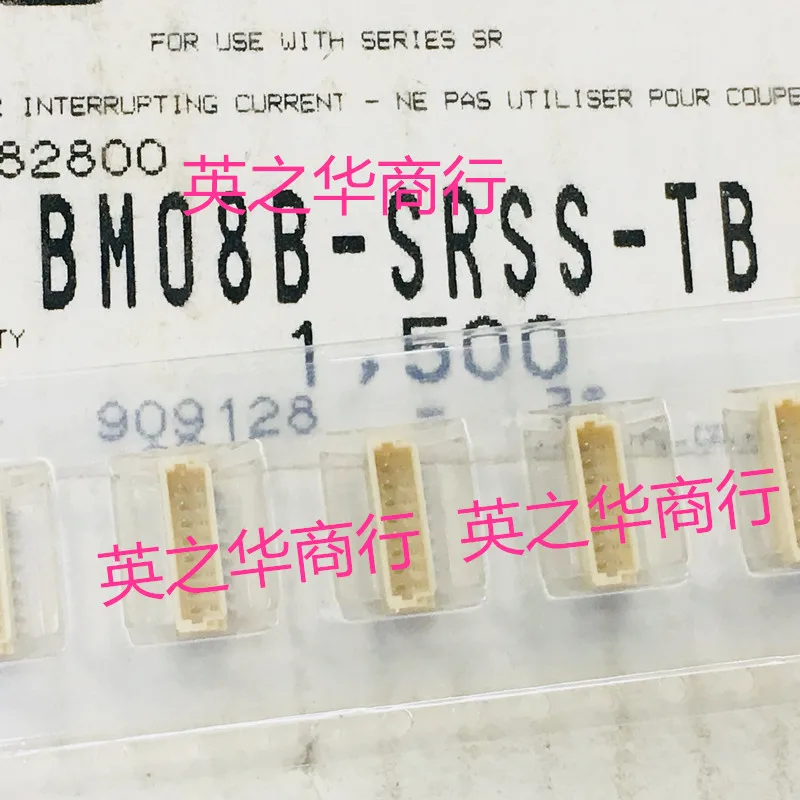 FOR USE WITH SERIES SR
INTERRUPTING CURRENT - NE PAS UTILISER POUR COUPE
82800
英之华商行
BM08B-SRSS-TB
TY
1,500
909128 -
英之华商行
英之华商行